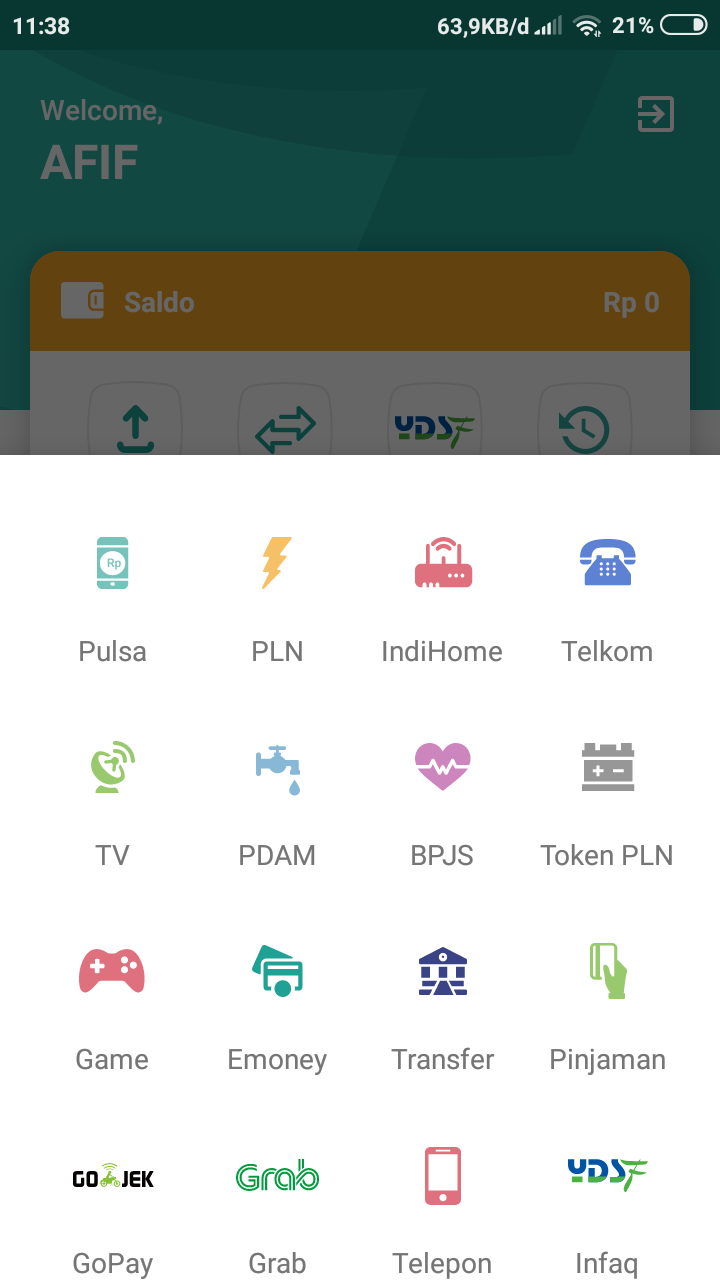 11:38 63,9KB/d 21%
Welcome,
AFIF
Saldo Rp 0
YDSF
Rp
Pulsa PLN IndiHome Telkom
TV PDAM BPJS Token PLN
Game Emoney Transfer Pinjaman
GOJEK Grab YDSF
GoPay Grab Telepon Infaq